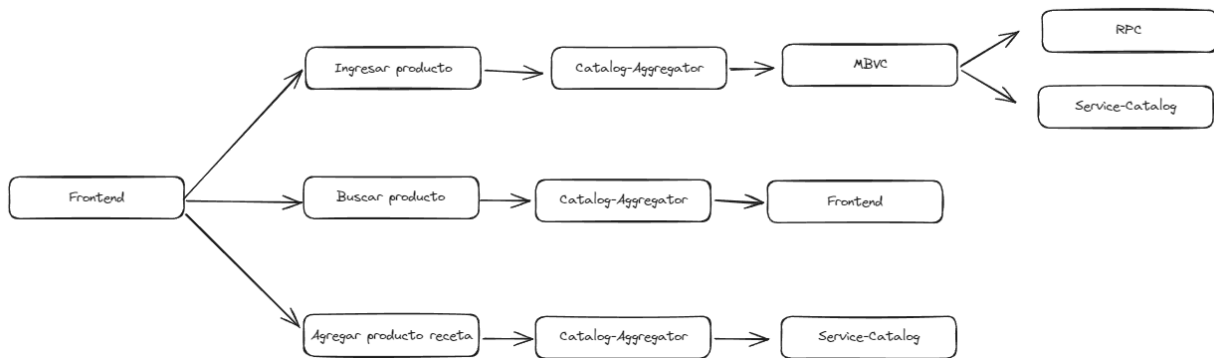 RPC
Ingresar producto
Catalog-Aggregator
MBVC
Service-Catalog
Frontend
Buscar producto
Catalog-Aggregator
Frontend
Agregar producto receta
Catalog-Aggregator
Service-Catalog